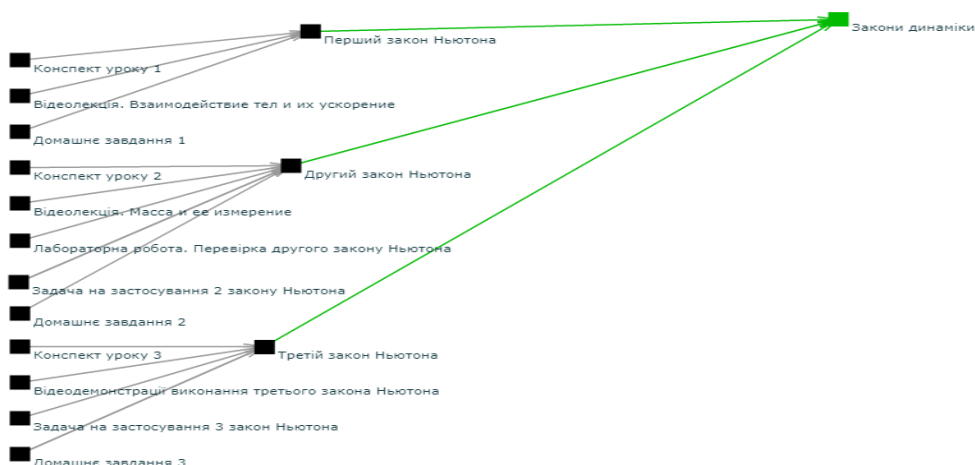 Закони динаміки
Перший закон Ньютона
Конспект уроку 1
Відеолекція. Взаимодействие тел и их ускорение
Домашнє завдання 1
Другий закон Ньютона
Конспект уроку 2
Відеолекція. Масса и ее измерение
Лабораторна робота. Перевірка другого закону Ньютона
Задача на застосування 2 закону Ньютона
Домашнє завдання 2
Третій закон Ньютона
Конспект уроку 3
Відеодемонстрації виконання третього закона Ньютона
Задача на застосування 3 закон Ньютона
Домашнє завдання 3